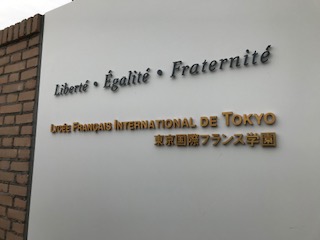 Liberté • Égalité • Fraternité
LYCÉE FRANÇAIS INTERNATIONAL DE TOKYO
東京国際フランス学園